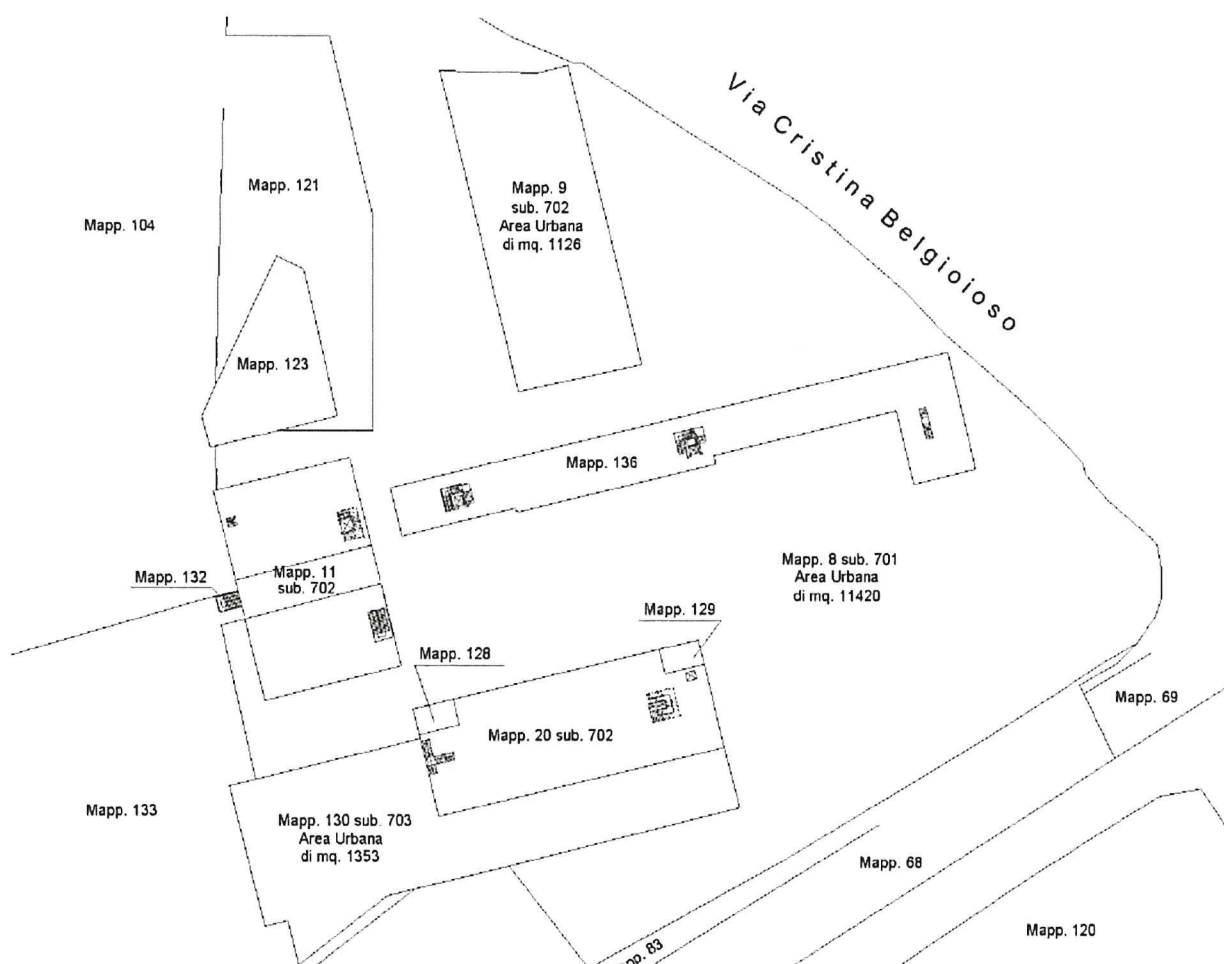 Via Cristina Belgioioso
Mapp. 121
Mapp. 9
sub. 702
Area Urbana
di mq. 1126
Mapp. 104
Mapp. 123
Mapp. 136
Mapp. 132
Mapp. 11
sub. 702
Mapp. 8 sub. 701
Area Urbana
di mq. 11420
Mapp. 129
Mapp. 128
Mapp. 69
Mapp. 20 sub. 702
Mapp. 133
Mapp. 130 sub. 703
Area Urbana
di mq. 1353
Mapp. 68
Mapp. 120
pp. 83